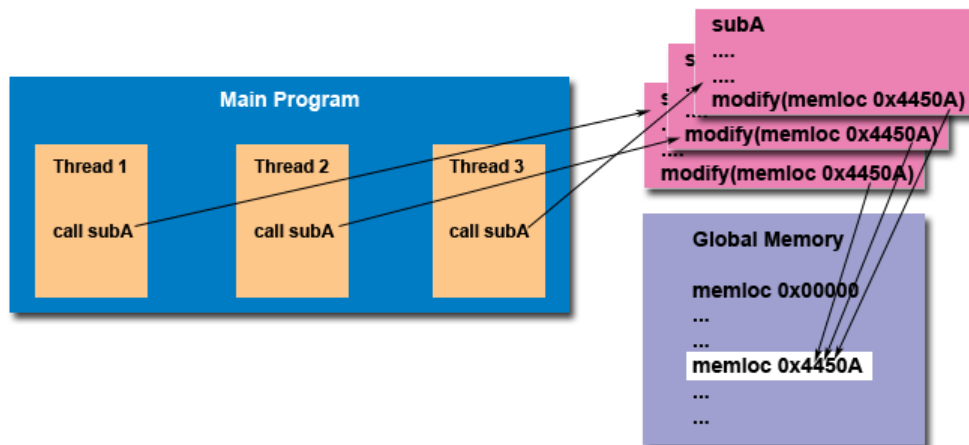 Main Program
Thread 1
call subA
Thread 2
call subA
Thread 3
call subA
subA
....
....
modify(memloc 0x4450A)
s
..
....
modify(memloc 0x4450A)
s
.
....
modify(memloc 0x4450A)
Global Memory
memloc 0x00000
...
...
memloc 0x4450A
...
...